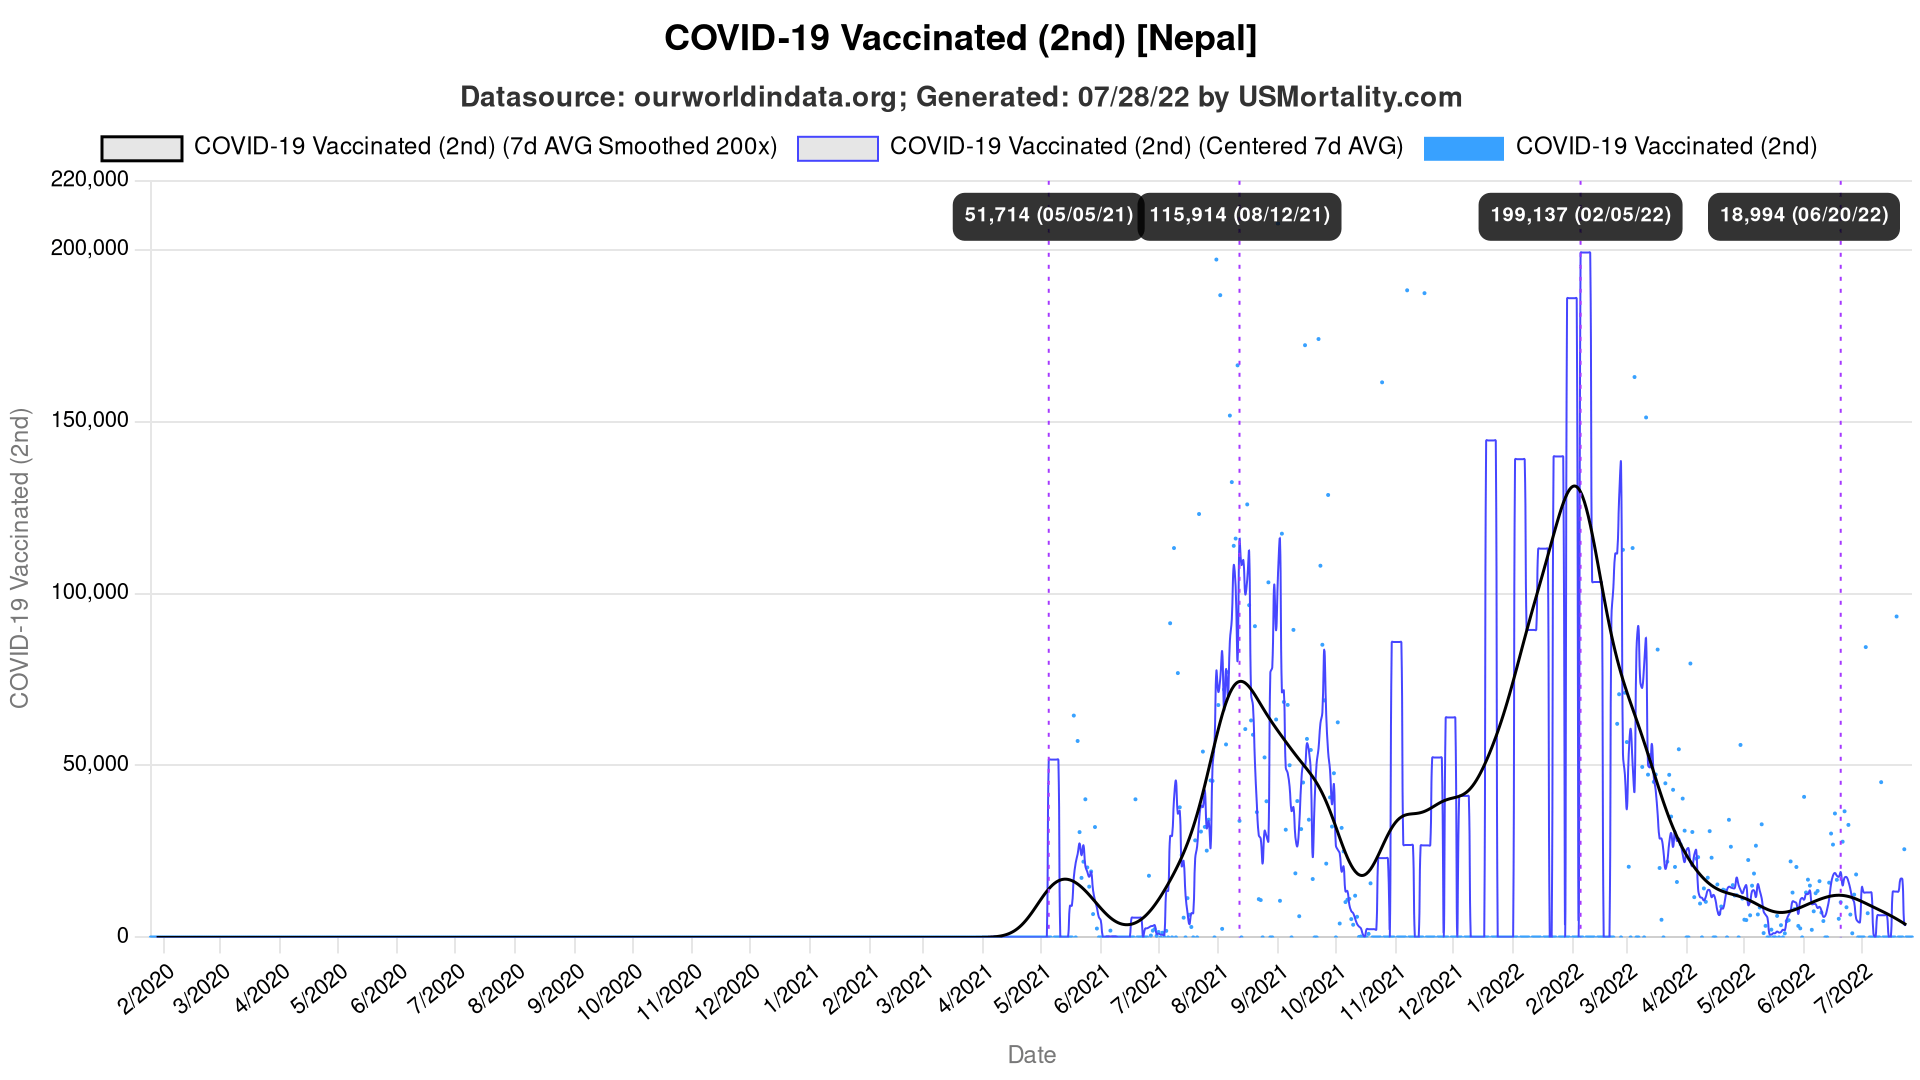 COVID-19 Vaccinated (2nd) [Nepal]
Datasource: ourworldindata.org; Generated: 07/28/22 by USMortality.com
COVID-19 Vaccinated (2nd) (7d AVG Smoothed 200x) COVID-19 Vaccinated (2nd) (Centered 7d AVG) COVID-19 Vaccinated (2nd)
220,000
51,714 (05/05/21) 115,914 (08/12/21) 199,137 (02/05/22) 18,994 (06/20/22)
200,000
150,000
100,000
50,000
0
COVID-19 Vaccinated (2nd)
2/2020 3/2020 4/2020 5/2020 6/2020 7/2020 8/2020 9/2020 10/2020 11/2020 12/2020 1/2021 2/2021 3/2021 4/2021 5/2021 6/2021 7/2021 8/2021 9/2021 10/2021 11/2021 12/2021 1/2022 2/2022 3/2022 4/2022 5/2022 6/2022 7/2022
Date